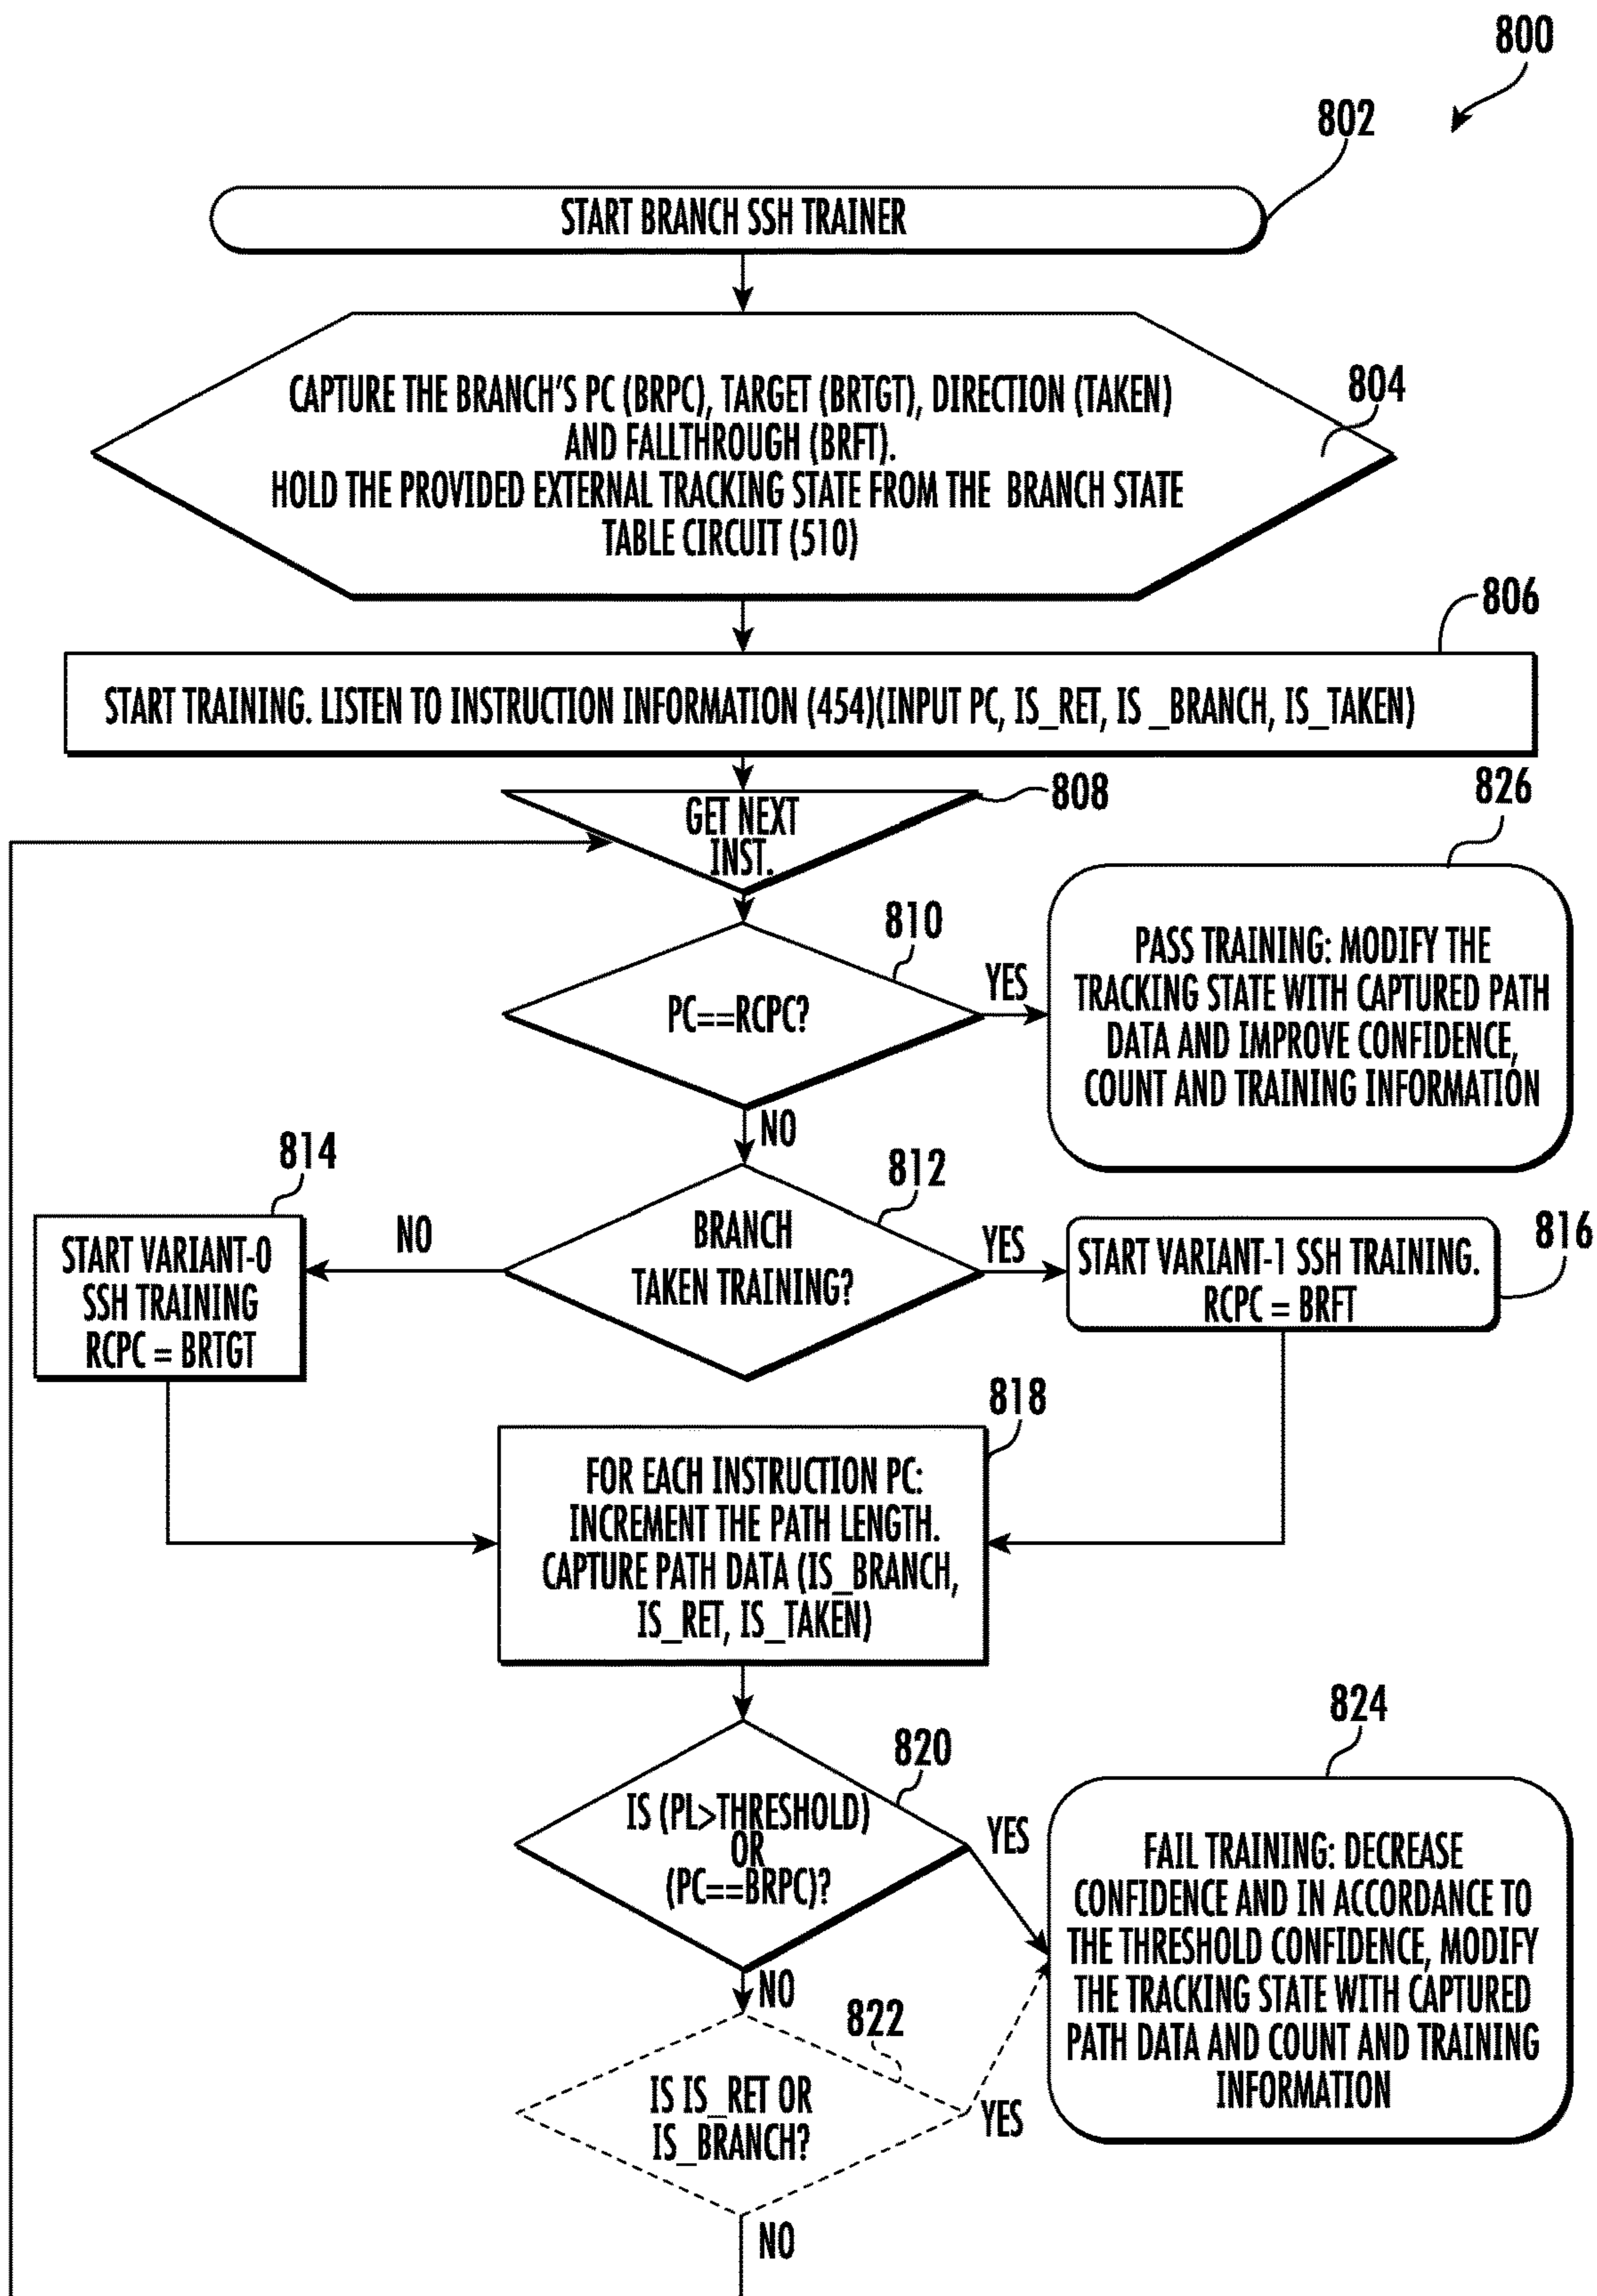 800
802
START BRANCH SSH TRAINER
CAPTURE THE BRANCH'S PC (BRPC), TARGET (BRTGT), DIRECTION (TAKEN)
AND FALLTHROUGH (BRFT).
HOLD THE PROVIDED EXTERNAL TRACKING STATE FROM THE BRANCH STATE
TABLE CIRCUIT (510)
804
806
START TRAINING. LISTEN TO INSTRUCTION INFORMATION (454)(INPUT PC, IS_RET, IS _BRANCH, IS_TAKEN)
GET NEXT
INST.
808
826
810
PC==RCPC?
YES
PASS TRAINING: MODIFY THE
TRACKING STATE WITH CAPTURED PATH
DATA AND IMPROVE CONFIDENCE,
COUNT AND TRAINING INFORMATION
NO
814
812
START VARIANT-0
SSH TRAINING
RCPC = BRTGT
NO
BRANCH
TAKEN TRAINING?
YES
START VARIANT-1 SSH TRAINING.
RCPC = BRFT
816
818
FOR EACH INSTRUCTION PC:
INCREMENT THE PATH LENGTH.
CAPTURE PATH DATA (IS_BRANCH,
IS_RET, IS_TAKEN)
820
824
IS (PL>THRESHOLD)
OR
(PC==BRPC)?
YES
FAIL TRAINING: DECREASE
CONFIDENCE AND IN ACCORDANCE TO
THE THRESHOLD CONFIDENCE, MODIFY
THE TRACKING STATE WITH CAPTURED
PATH DATA AND COUNT AND TRAINING
INFORMATION
NO
822
IS IS_RET OR
IS_BRANCH?
YES
NO